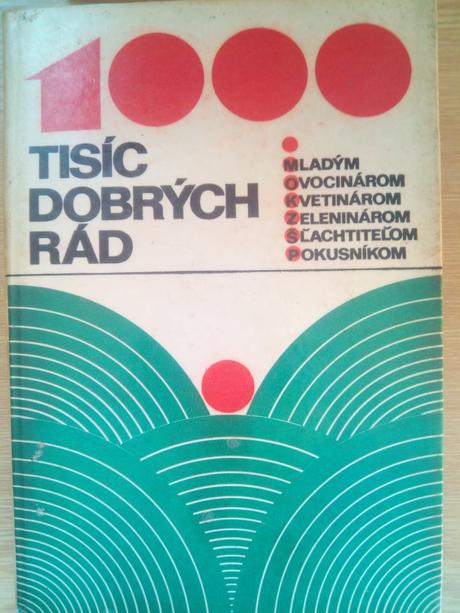 1000
TISÍC
DOBRÝCH
RÁD
MLADÝM
OVOCINÁROM
KVETINÁROM
ZELENINÁROM
ŠĽACHTITEĽOM
POKUSNÍKOM